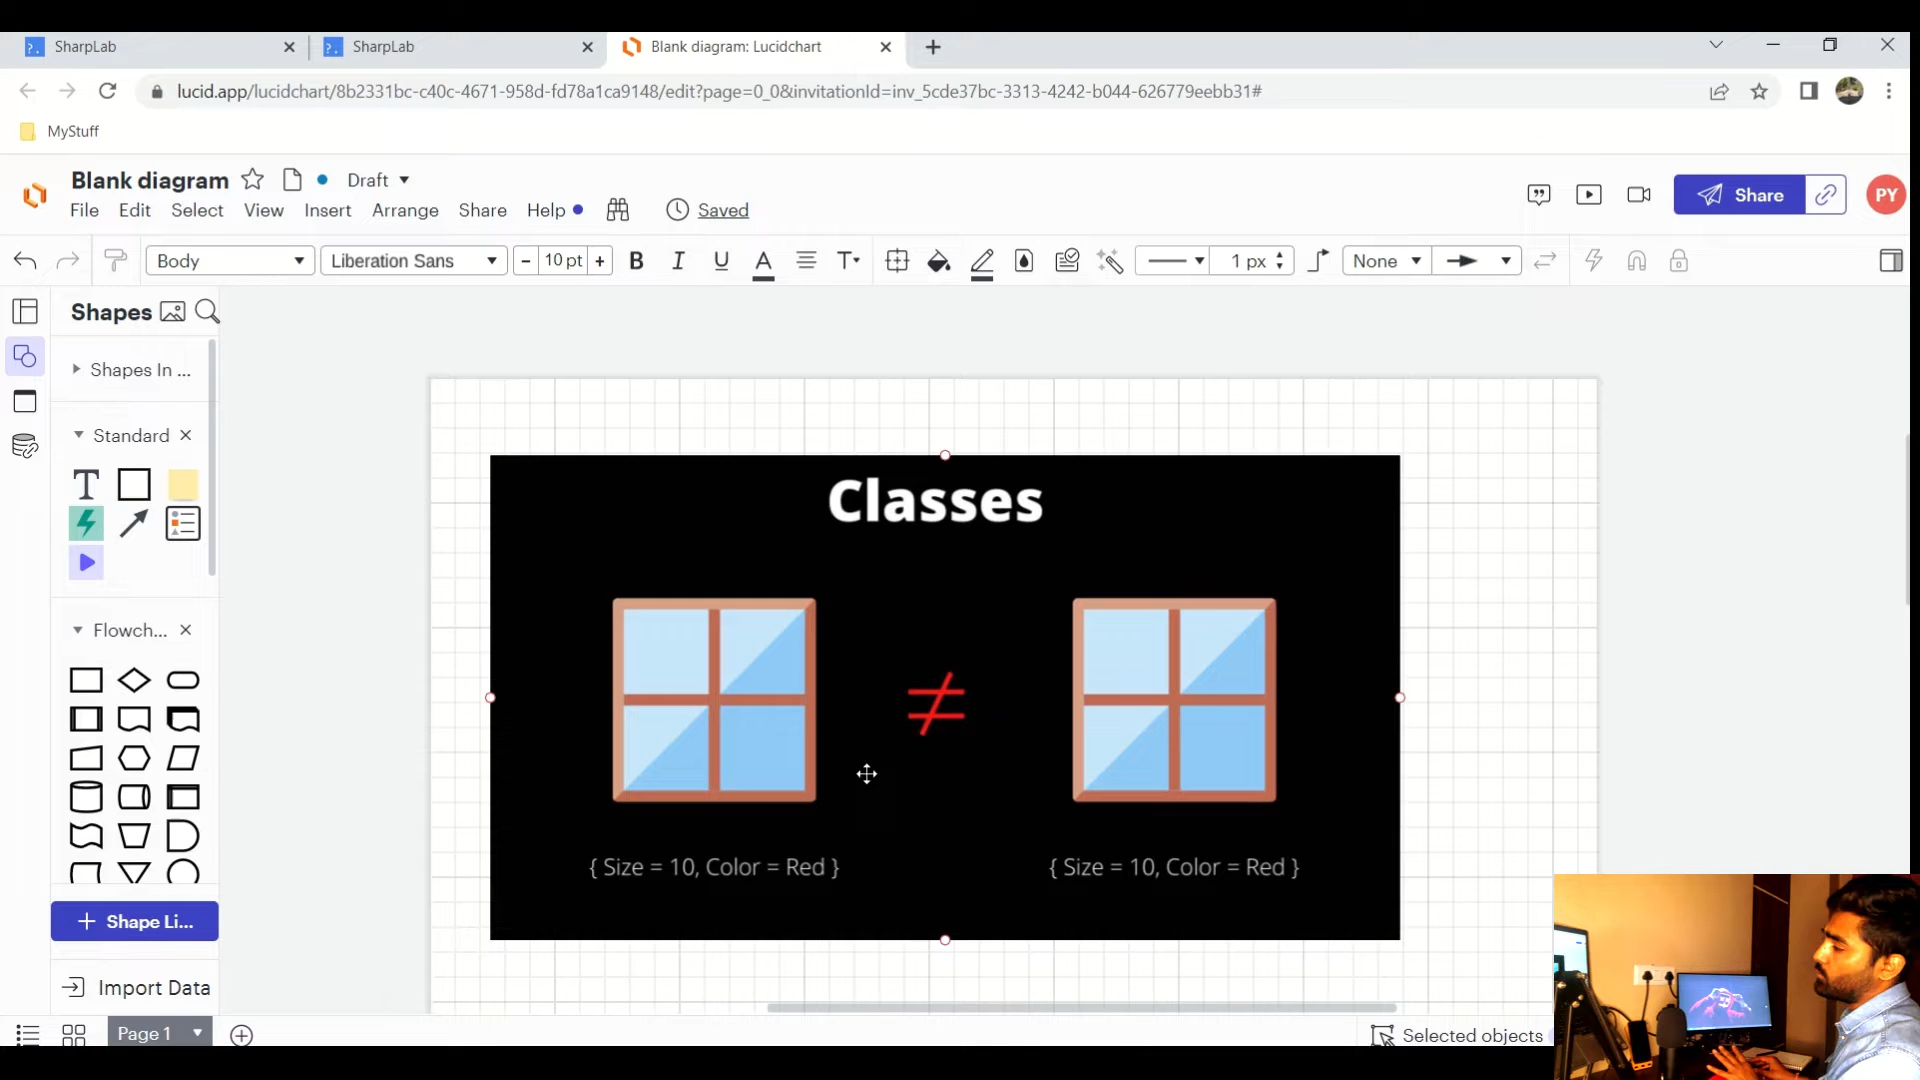 SharpLab
SharpLab
Blank diagram: Lucidchart
lucid.app/lucidchart/8b2331bc-c40c-4671-958d-fd78a1ca9148/edit?page=0_0&invitationId=inv_5cde37bc-3313-4242-b044-626779eebb31#
MyStuff
Blank diagram
Draft
File Edit Select View Insert Arrange Share Help
Saved
Share
PY
Body
Liberation Sans
10 pt
1 px
None
Shapes
Shapes In ...
Standard
Flowch...
Shape Li...
Import Data
Classes
≠
{ Size = 10, Color = Red }
{ Size = 10, Color = Red }
Page 1
Selected objects